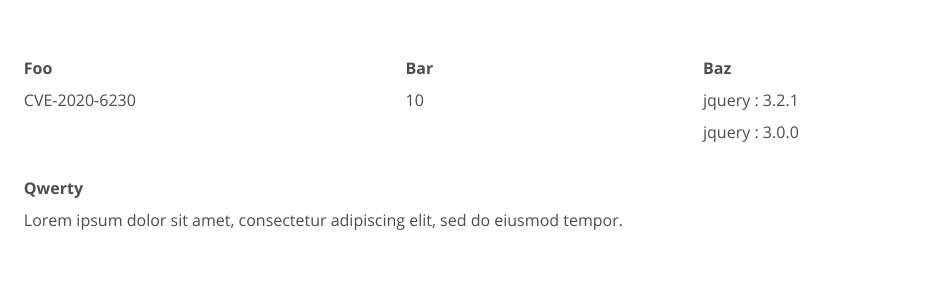 Foo Bar Baz
CVE-2020-6230 10 jquery : 3.2.1
jquery : 3.0.0
Qwerty
Lorem ipsum dolor sit amet, consectetur adipiscing elit, sed do eiusmod tempor.